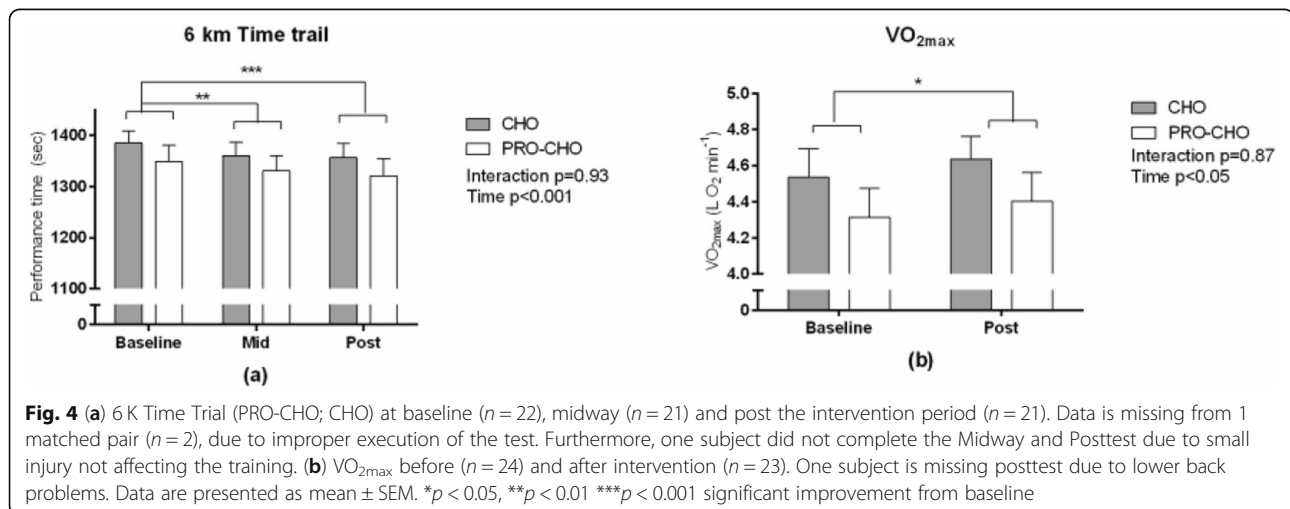 6 km Time trail
***
**
Performance time (sec)
1400
1300
1200
1100
0
Baseline
Mid
Post
CHO
PRO-CHO
Interaction p=0.93
Time p<0.001
(a)
VO2max
*
VO2max (L O2 min-1)
5.0
4.8
4.6
4.4
4.2
4.0
0
Baseline
Post
CHO
PRO-CHO
Interaction p=0.87
Time p<0.05
(b)
Fig. 4 (a) 6 K Time Trial (PRO-CHO; CHO) at baseline (n = 22), midway (n = 21) and post the intervention period (n = 21). Data is missing from 1
matched pair (n = 2), due to improper execution of the test. Furthermore, one subject did not complete the Midway and Posttest due to small
injury not affecting the training. (b) VO2max before (n = 24) and after intervention (n = 23). One subject is missing posttest due to lower back
problems. Data are presented as mean ± SEM. *p < 0.05, **p < 0.01 ***p < 0.001 significant improvement from baseline